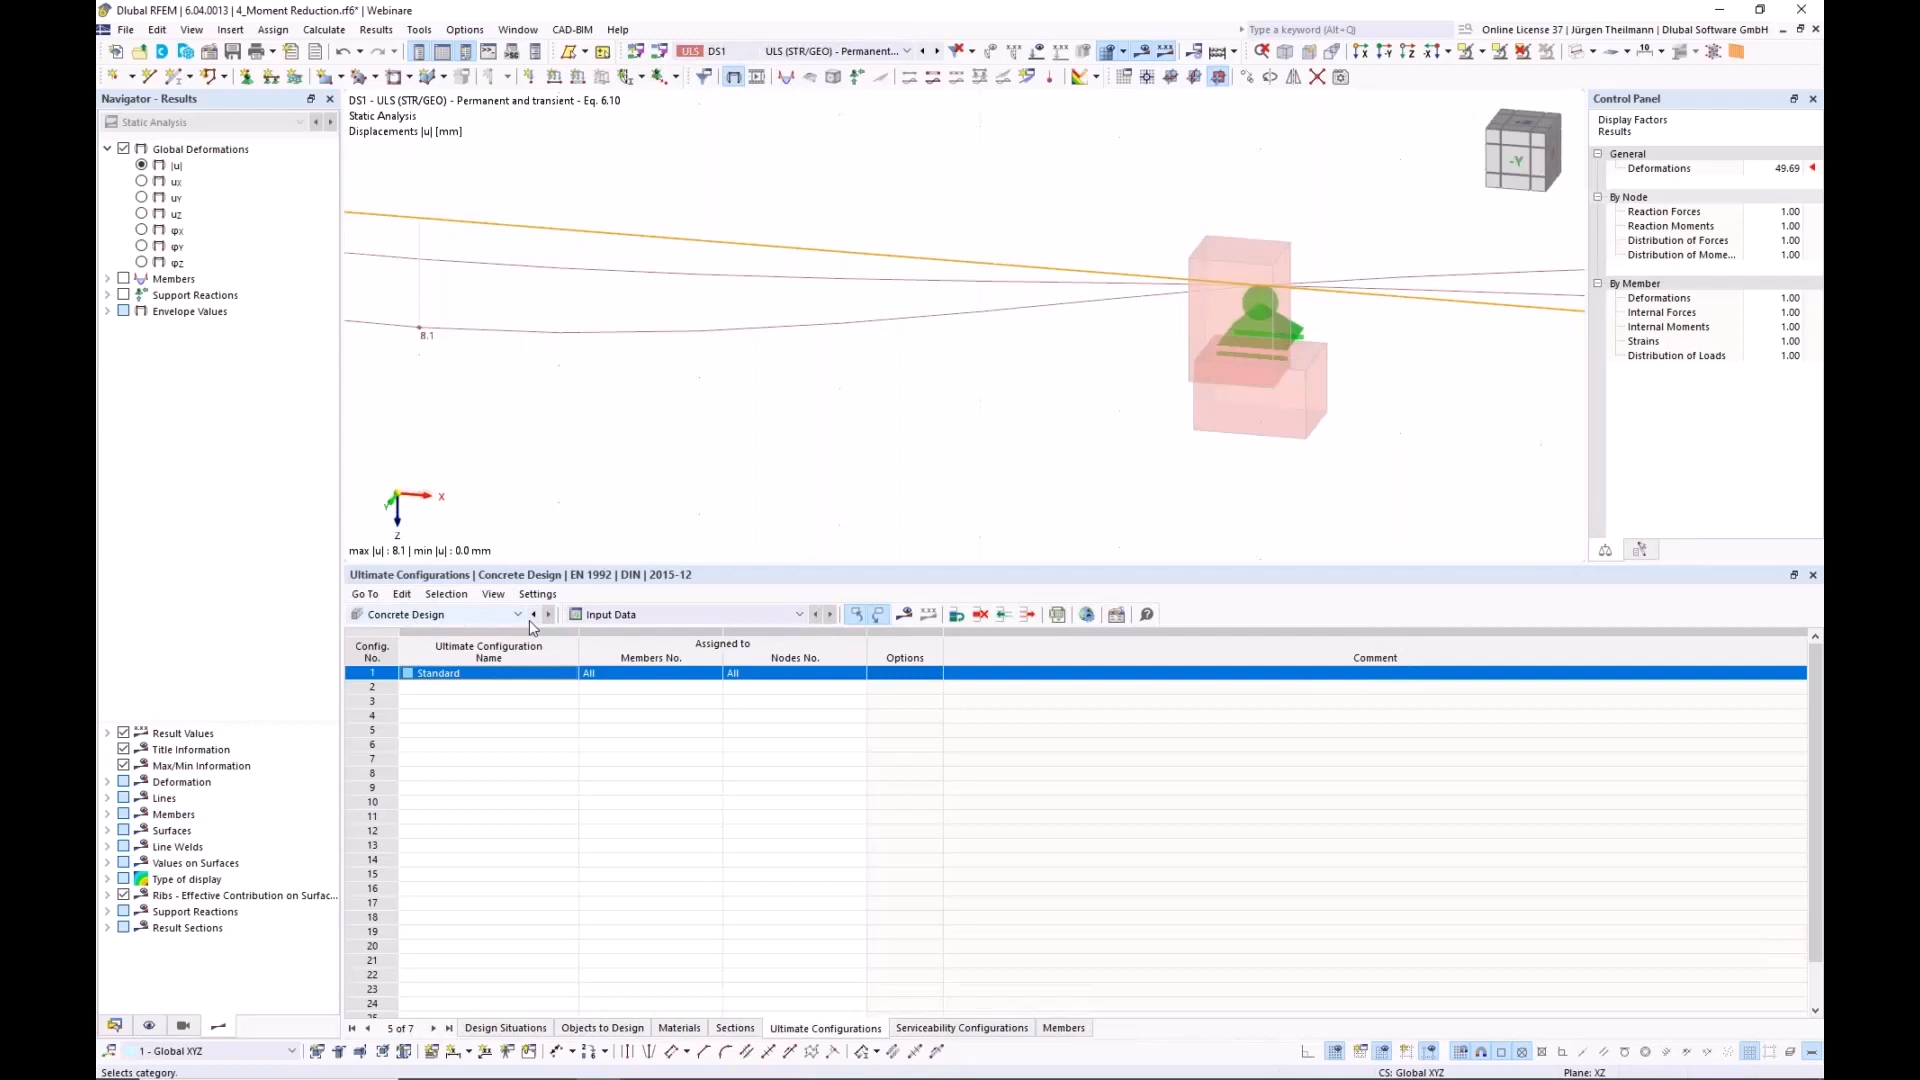 Dlubal RFEM | 6.04.0013 | 4_Moment Reduction.rf6* | Webinare
File Edit View Insert Assign Calculate Results Tools Options Window CAD-BIM Help
Type a keyword (Alt+Q)
Online License 37 | Jürgen Theilmann | Dlubal Software GmbH
ULS DS1 ULS (STR/GEO) - Permanent...
Navigator - Results
Static Analysis
Global Deformations
|u|
uX
uY
uZ
φX
φY
φZ
Members
Support Reactions
Envelope Values
Result Values
Title Information
Max/Min Information
Deformation
Lines
Members
Surfaces
Line Welds
Values on Surfaces
Type of display
Ribs - Effective Contribution on Surfac...
Support Reactions
Result Sections
DS1 - ULS (STR/GEO) - Permanent and transient - Eq. 6.10
Static Analysis
Displacements |u| [mm]
8.1
-Y
X
Y
Z
max |u| : 8.1 | min |u| : 0.0 mm
Control Panel
Display Factors
Results
General
Deformations 49.69
By Node
Reaction Forces 1.00
Reaction Moments 1.00
Distribution of Forces 1.00
Distribution of Mome... 1.00
By Member
Deformations 1.00
Internal Forces 1.00
Internal Moments 1.00
Strains 1.00
Distribution of Loads 1.00
Ultimate Configurations | Concrete Design | EN 1992 | DIN | 2015-12
Go To Edit Selection View Settings
Concrete Design Input Data
Config. No.
Ultimate Configuration Name
Assigned to
Members No. Nodes No.
Options
Comment
1 Standard All All
2
3
4
5
6
7
8
9
10
11
12
13
14
15
16
17
18
19
20
21
22
23
24
5 of 7 Design Situations Objects to Design Materials Sections Ultimate Configurations Serviceability Configurations Members
1 - Global XYZ
Selects category.
CS: Global XYZ
Plane: XZ